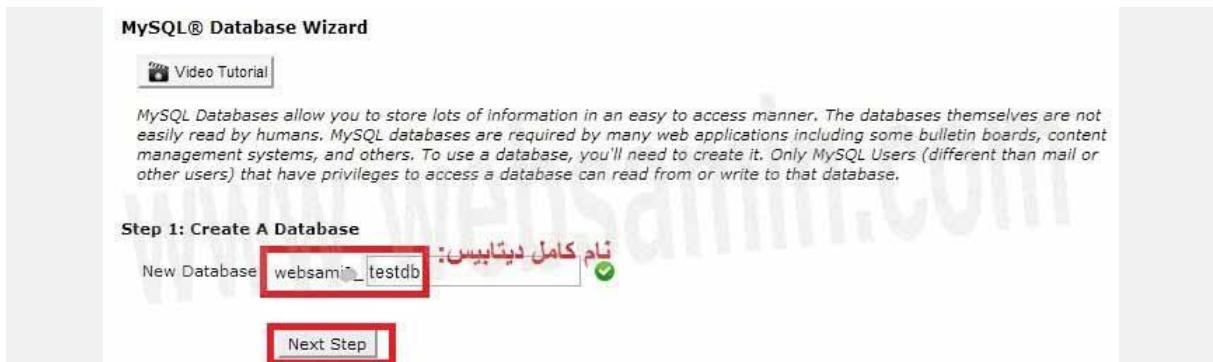 MySQL® Database Wizard
Video Tutorial
MySQL Databases allow you to store lots of information in an easy to access manner. The databases themselves are not
easily read by humans. MySQL databases are required by many web applications including some bulletin boards, content
management systems, and others. To use a database, you'll need to create it. Only MySQL Users (different than mail or
other users) that have privileges to access a database can read from or write to that database.
www.websamin.com
Step 1: Create A Database
نام کامل دیتابیس:
New Database testdb
Next Step